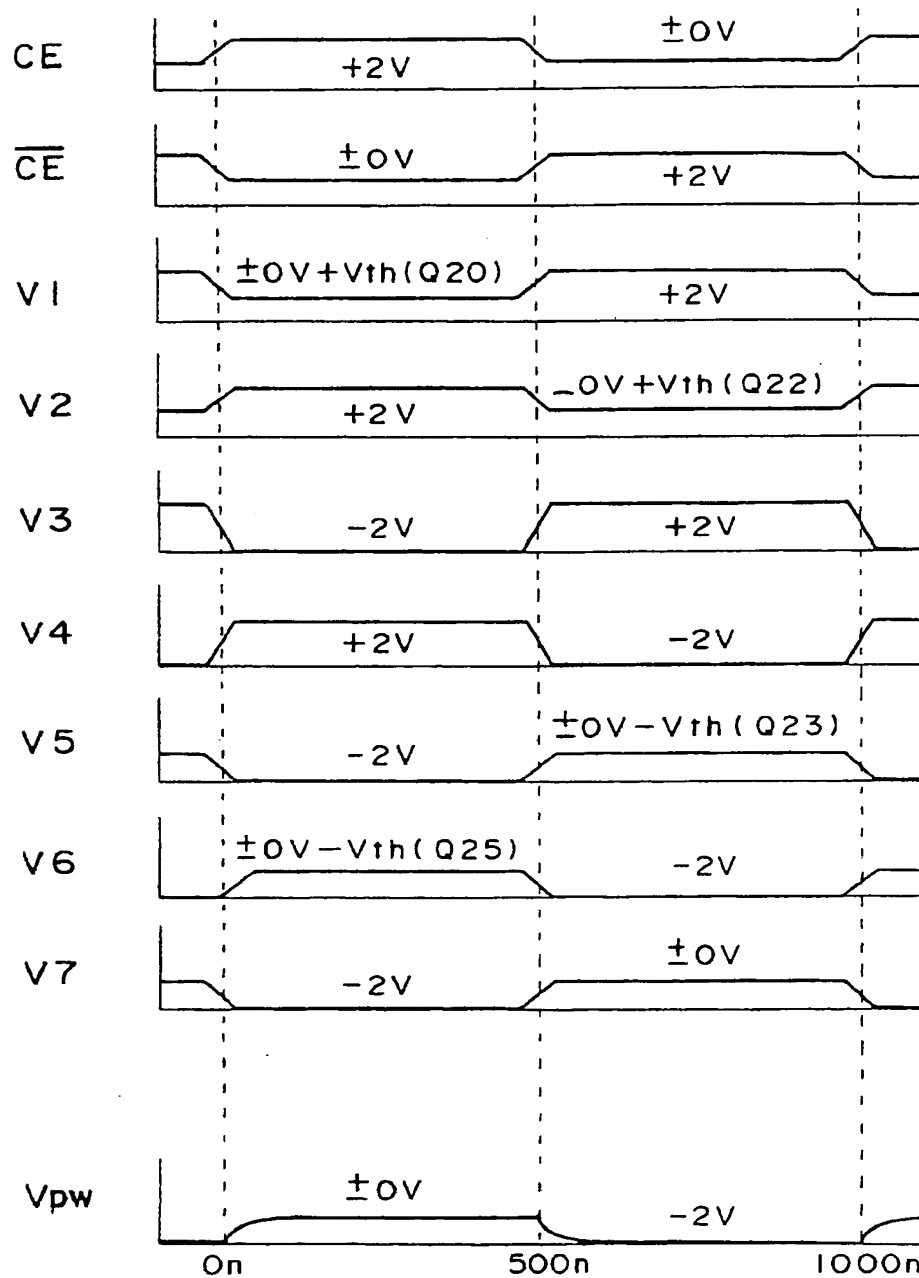 CE +2V ±0V
C̅E̅ ±0V +2V
V1 ±0V+Vth(Q20) +2V
V2 +2V –0V+Vth(Q22)
V3 -2V +2V
V4 +2V -2V
V5 -2V ±0V-Vth(Q23)
V6 ±0V-Vth(Q25) -2V
V7 -2V ±0V
Vpw ±0V -2V
0n 500n 1000n